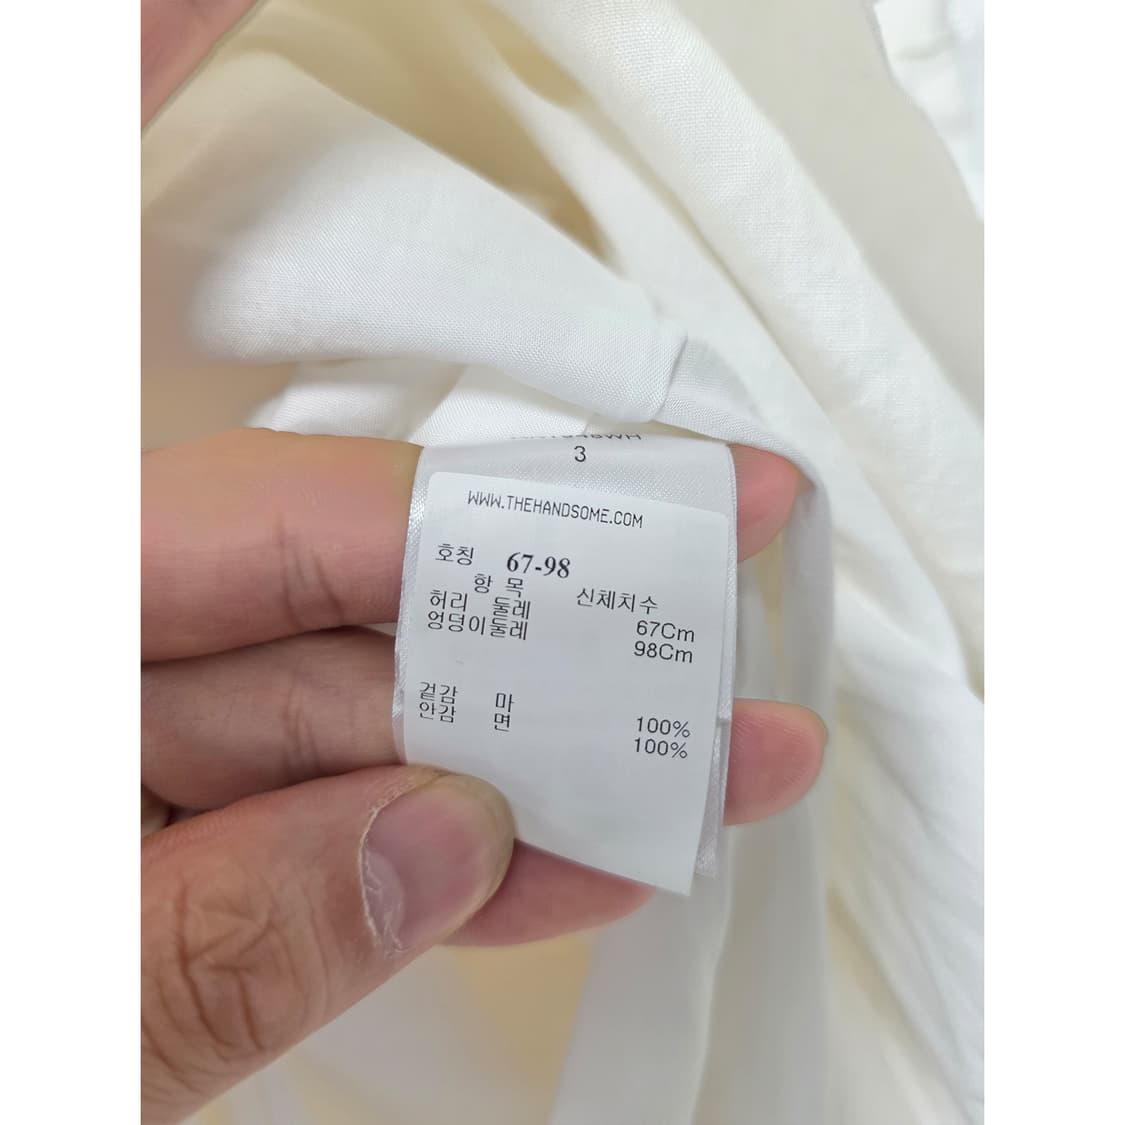 3
WWW.THEHANDSOME.COM
호칭 67-98
항 목 신체치수
허리 둘레 67Cm
엉덩이둘레 98Cm
겉감 마 100%
안감 면 100%